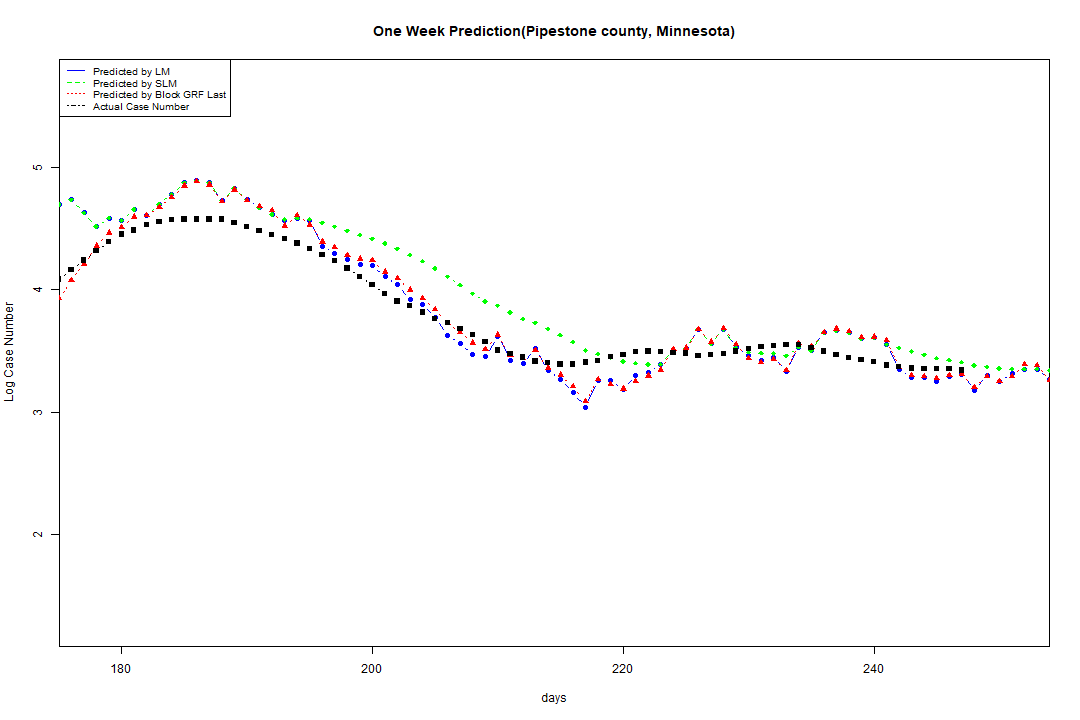 One Week Prediction(Pipestone county, Minnesota)
Predicted by LM
Predicted by SLM
Predicted by Block GRF Last
Actual Case Number
5
4
3
2
Log Case Number
180 200 220 240
days